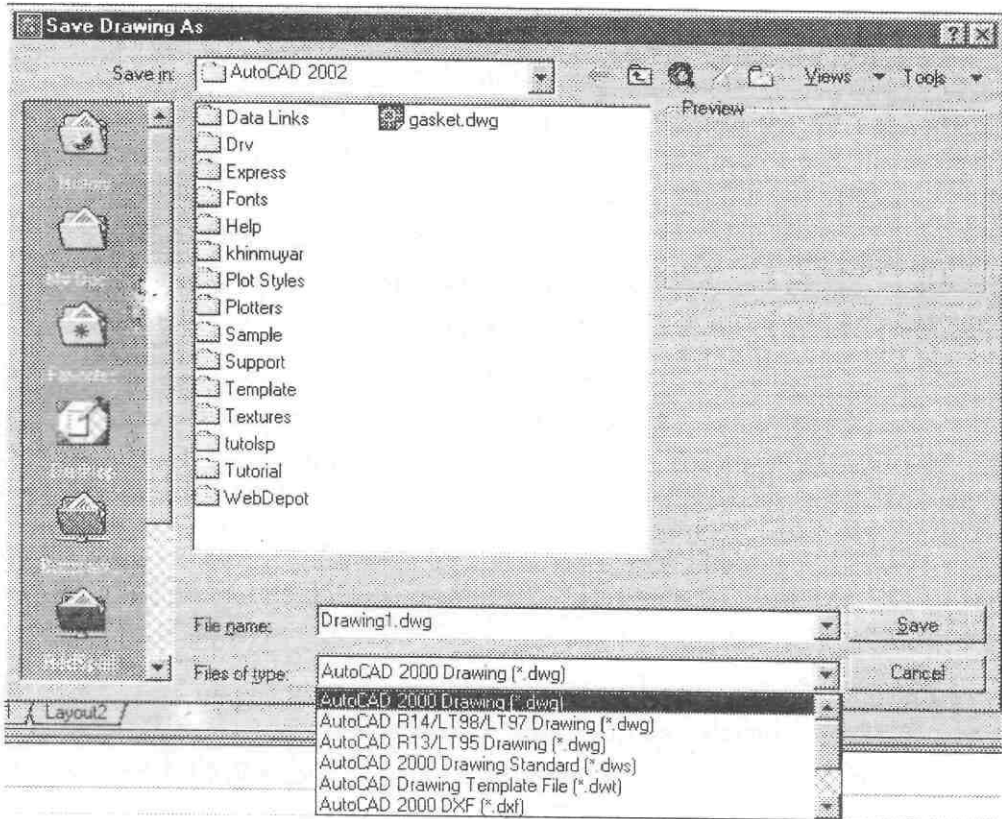 Save Drawing As
Save in: AutoCAD 2002
Views Tools
Data Links
Drv
Express
Fonts
Help
khinmuyar
Plot Styles
Plotters
Sample
Support
Template
Textures
tutolsp
Tutorial
WebDepot
gasket.dwg
Preview
History
File name: Drawing1.dwg
Save
Files of type: AutoCAD 2000 Drawing (*.dwg)
Cancel
AutoCAD 2000 Drawing (*.dwg)
AutoCAD R14/LT98/LT97 Drawing (*.dwg)
AutoCAD R13/LT95 Drawing (*.dwg)
AutoCAD 2000 Drawing Standard (*.dws)
AutoCAD Drawing Template File (*.dwt)
AutoCAD 2000 DXF (*.dxf)
Layout2